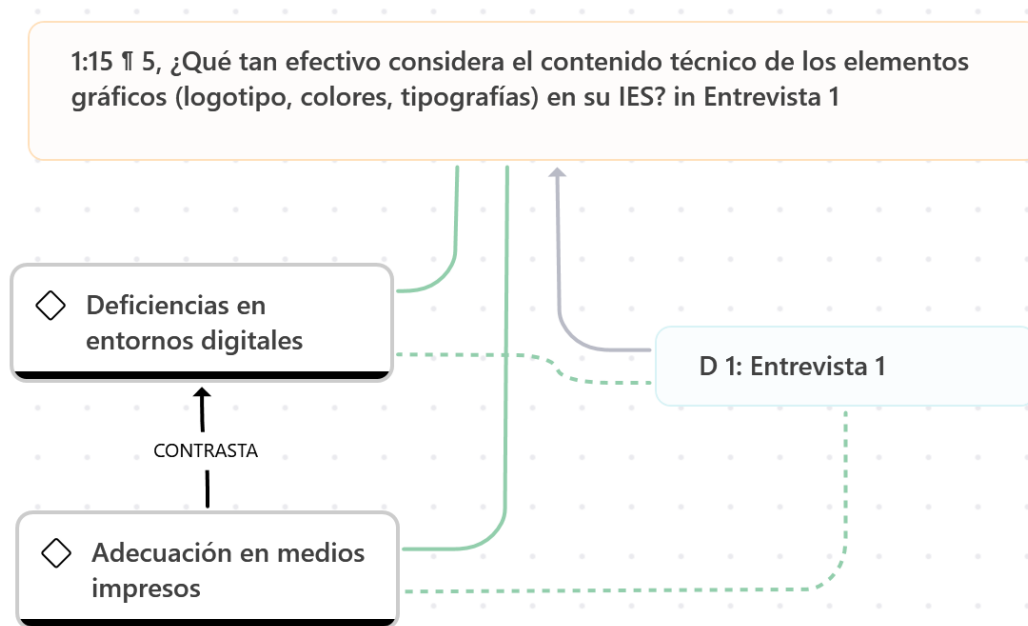 1:15 ¶ 5, ¿Qué tan efectivo considera el contenido técnico de los elementos
gráficos (logotipo, colores, tipografías) en su IES? in Entrevista 1
Deficiencias en
entornos digitales
D 1: Entrevista 1
CONTRASTA
Adecuación en medios
impresos